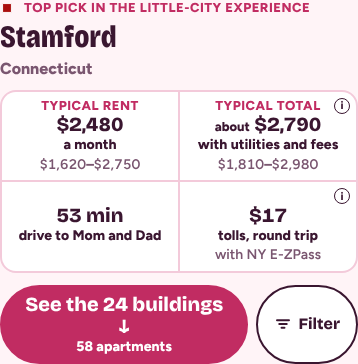 TOP PICK IN THE LITTLE-CITY EXPERIENCE
Stamford
Connecticut
TYPICAL RENT
$2,480
a month
$1,620–$2,750
TYPICAL TOTAL
about $2,790
with utilities and fees
$1,810–$2,980
53 min
drive to Mom and Dad
$17
tolls, round trip
with NY E-ZPass
See the 24 buildings
↓
58 apartments
Filter